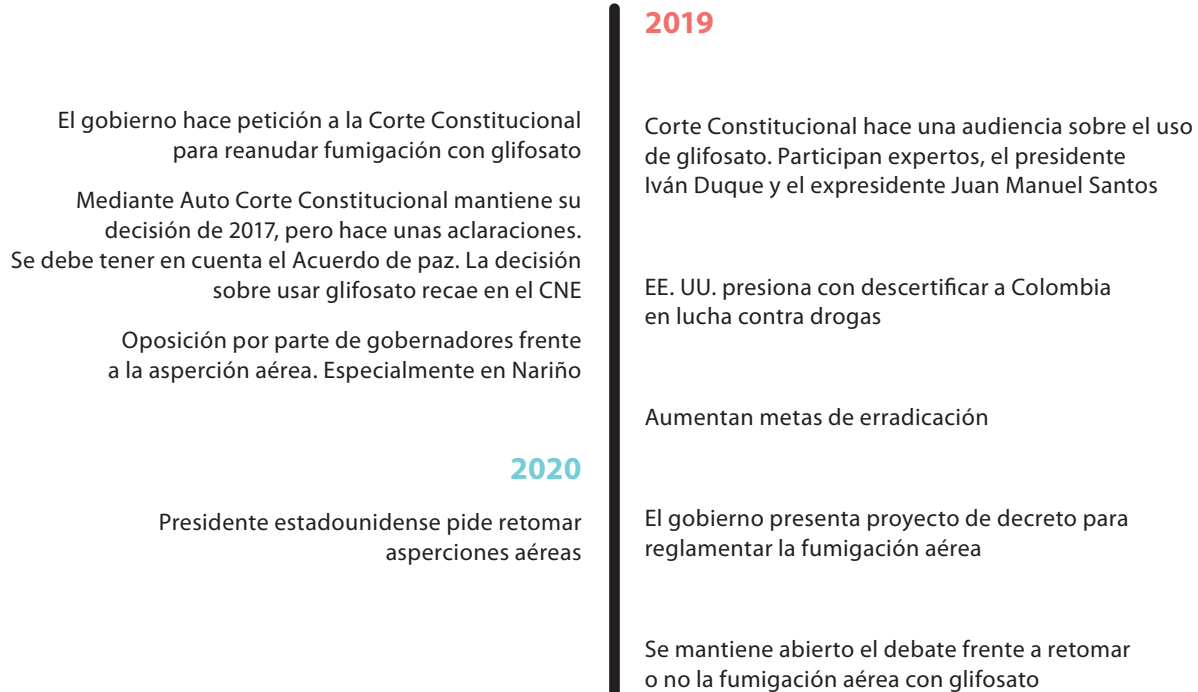 2019
El gobierno hace petición a la Corte Constitucional
para reanudar fumigación con glifosato
Mediante Auto Corte Constitucional mantiene su
decisión de 2017, pero hace unas aclaraciones.
Se debe tener en cuenta el Acuerdo de paz. La decisión
sobre usar glifosato recae en el CNE
Oposición por parte de gobernadores frente
a la asperción aérea. Especialmente en Nariño
2020
Presidente estadounidense pide retomar
asperciones aéreas
Corte Constitucional hace una audiencia sobre el uso
de glifosato. Participan expertos, el presidente
Iván Duque y el expresidente Juan Manuel Santos
EE. UU. presiona con descertificar a Colombia
en lucha contra drogas
Aumentan metas de erradicación
El gobierno presenta proyecto de decreto para
reglamentar la fumigación aérea
Se mantiene abierto el debate frente a retomar
o no la fumigación aérea con glifosato